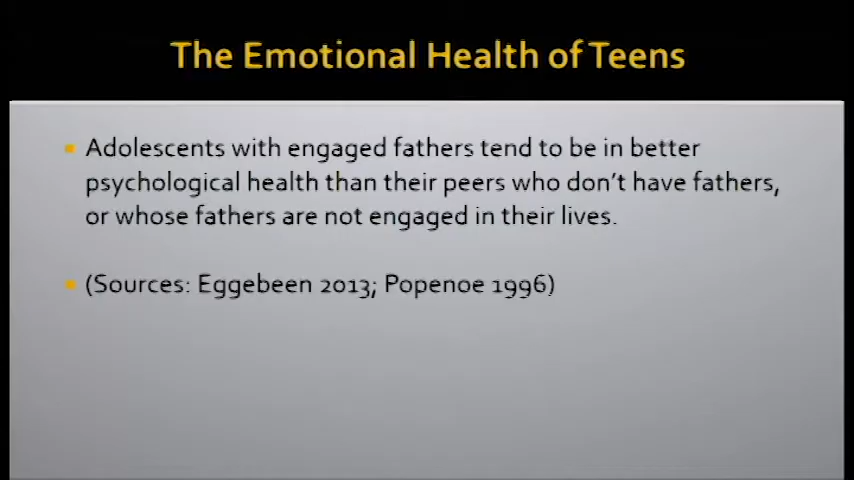 The Emotional Health of Teens
Adolescents with engaged fathers tend to be in better
psychological health than their peers who don't have fathers,
or whose fathers are not engaged in their lives.
(Sources: Eggebeen 2013; Popenoe 1996)